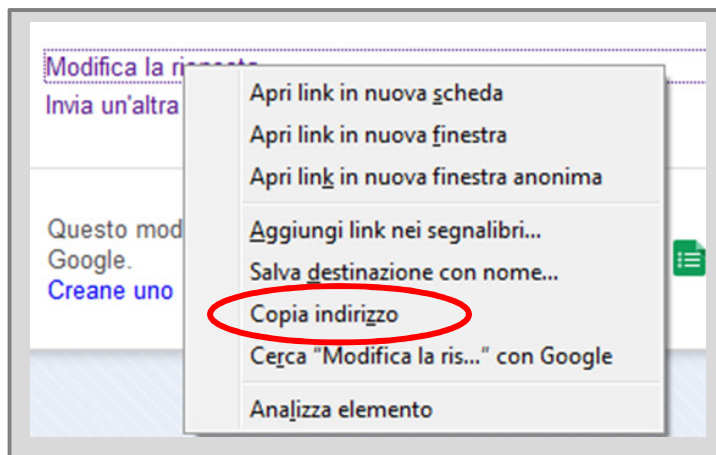 Modifica la risposta
Invia un'altra
Apri link in nuova scheda
Apri link in nuova finestra
Apri link in nuova finestra anonima
Questo mod
Google.
Creane uno
Aggiungi link nei segnalibri...
Salva destinazione con nome...
Copia indirizzo
Cerca “Modifica la ris...” con Google
Analizza elemento